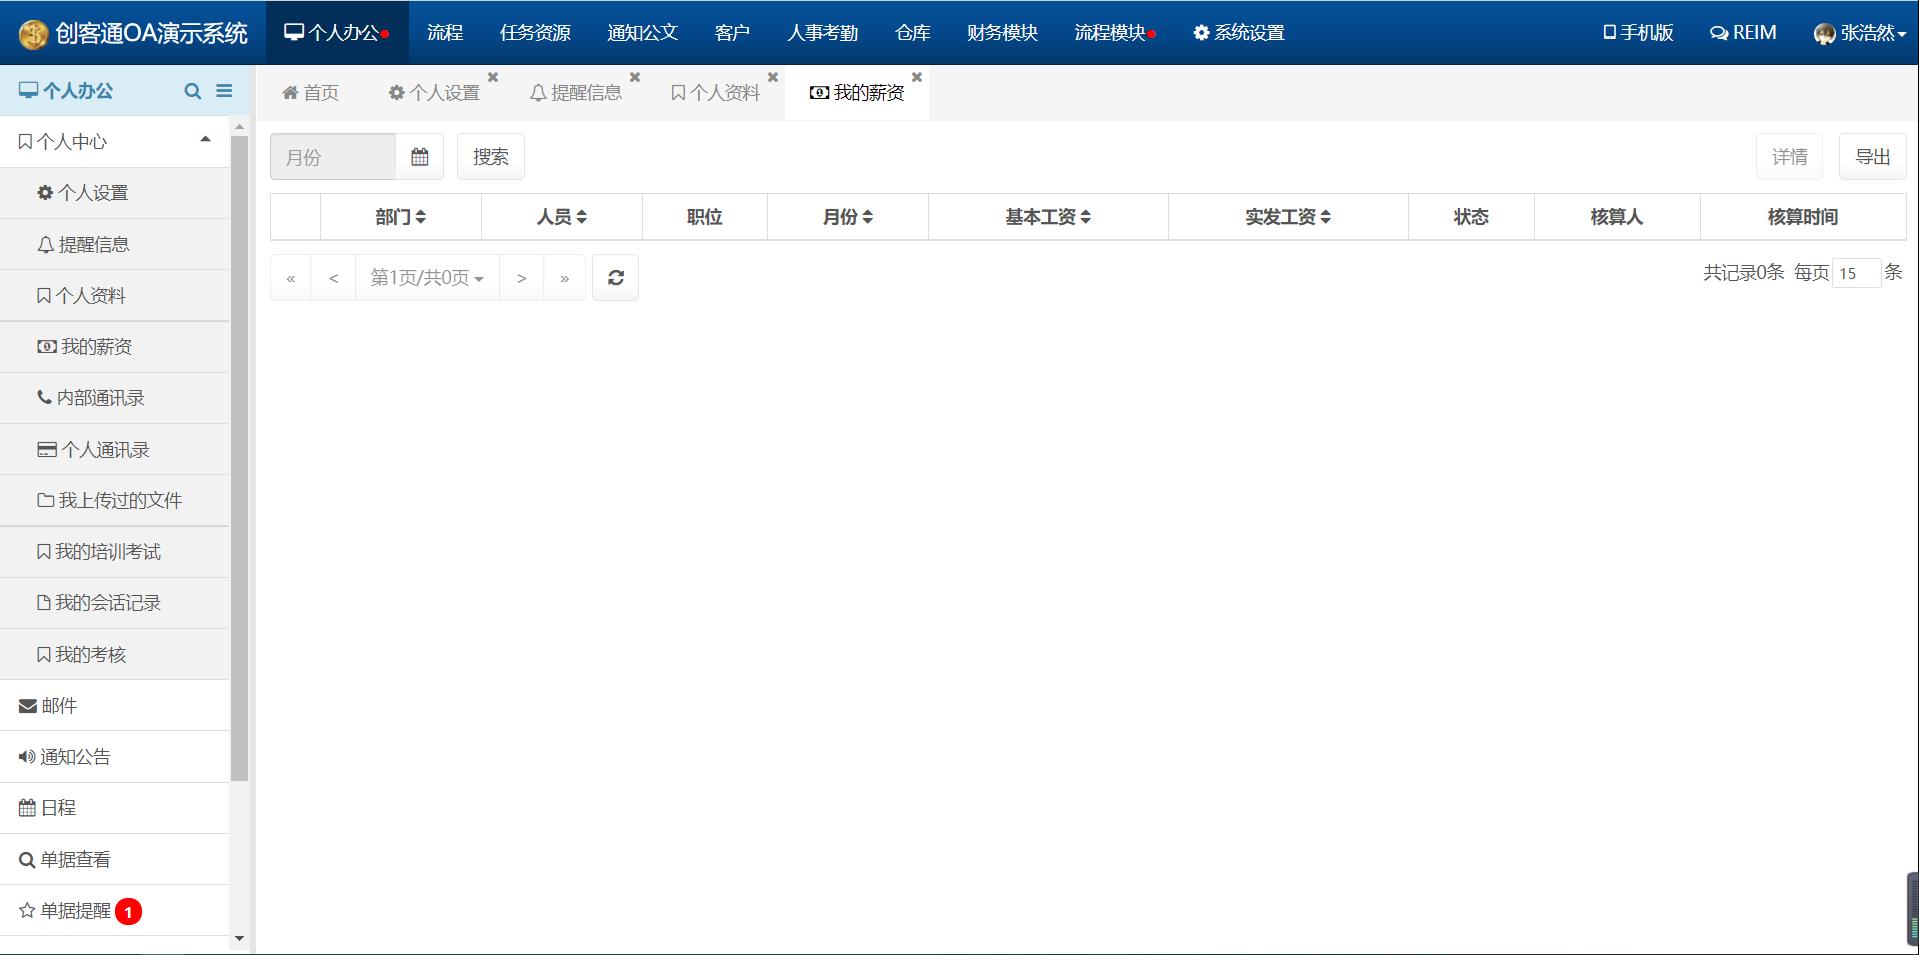 创客通OA演示系统 个人办公 流程 任务资源 通知公文 客户 人事考勤 仓库 财务模块 流程模块 系统设置 手机版 REIM 张浩然
个人办公 首页 个人设置 提醒信息 个人资料 我的薪资
个人中心
月份 搜索 详情 导出
个人设置
部门 人员 职位 月份 基本工资 实发工资 状态 核算人 核算时间
提醒信息
« < 第1页/共0页 > » 共记录0条 每页 15 条
个人资料
我的薪资
内部通讯录
个人通讯录
我上传过的文件
我的培训考试
我的会话记录
我的考核
邮件
通知公告
日程
单据查看
单据提醒 1